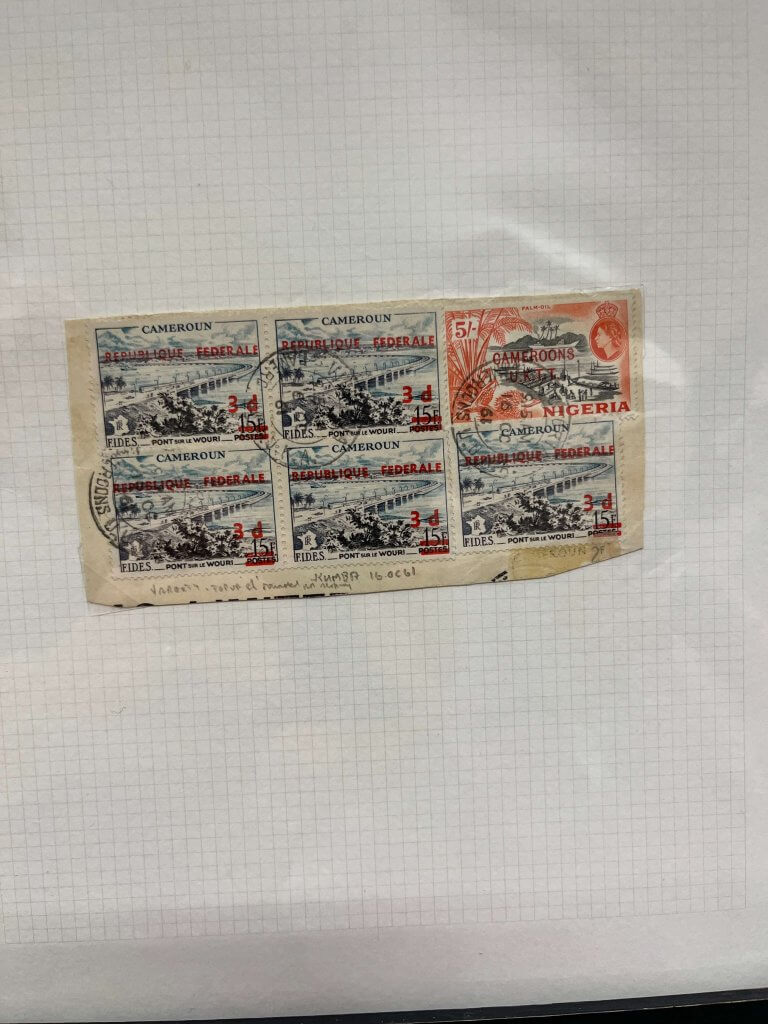 CAMEROUN
REPUBLIQUE FEDERALE
3 d
15F
POSTES
F.I.D.E.S. PONT SUR LE WOURI
CAMEROUN
REPUBLIQUE FEDERALE
3 d
15F
POSTES
F.I.D.E.S. PONT SUR LE WOURI
PALM-OIL
5/-
CAMEROONS
U.K.T.T.
NIGERIA
CAMEROUN
REPUBLIQUE FEDERALE
3 d
15F
POSTES
F.I.D.E.S. PONT SUR LE WOURI
CAMEROUN
REPUBLIQUE FEDERALE
3 d
15F
POSTES
F.I.D.E.S. PONT SUR LE WOURI
CAMEROUN
REPUBLIQUE FEDERALE
3 d
15F
POSTES
F.I.D.E.S. PONT SUR LE WOURI
KUMBA 16.OC61